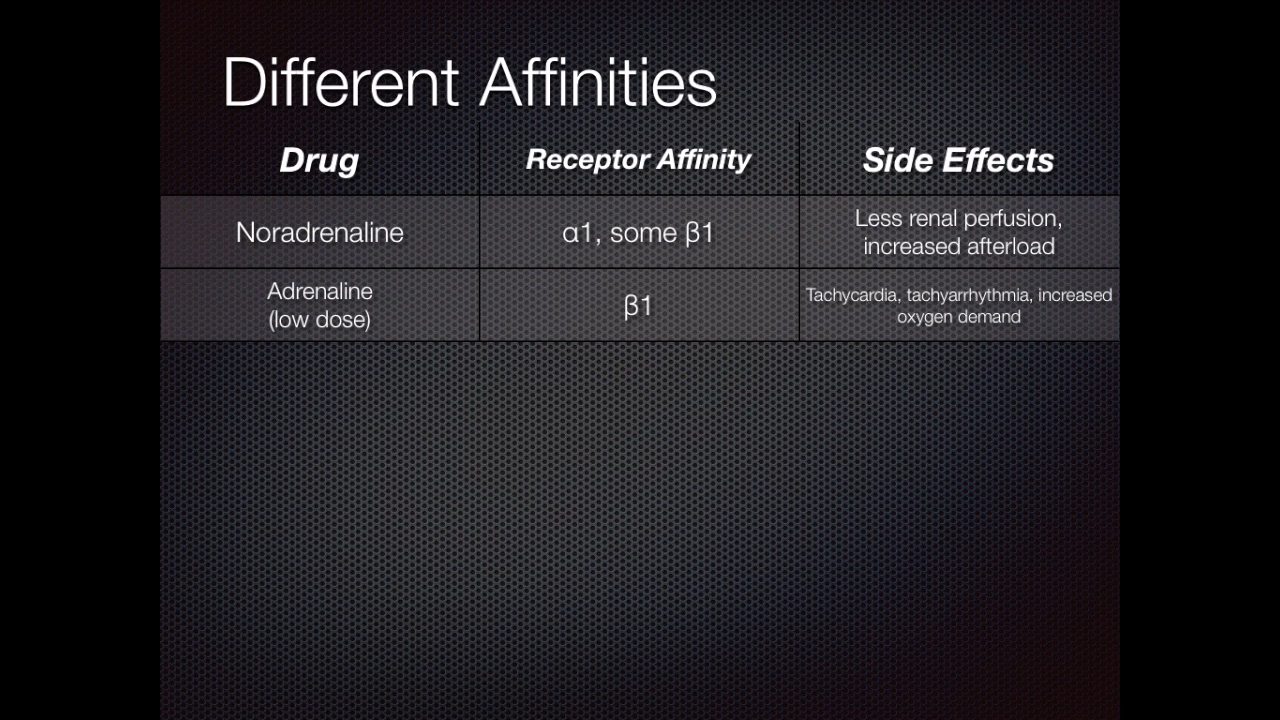 Different Affinities
Drug
Receptor Affinity
Side Effects
Noradrenaline
α1, some β1
Less renal perfusion,
increased afterload
Adrenaline
(low dose)
β1
Tachycardia, tachyarrhythmia, increased
oxygen demand